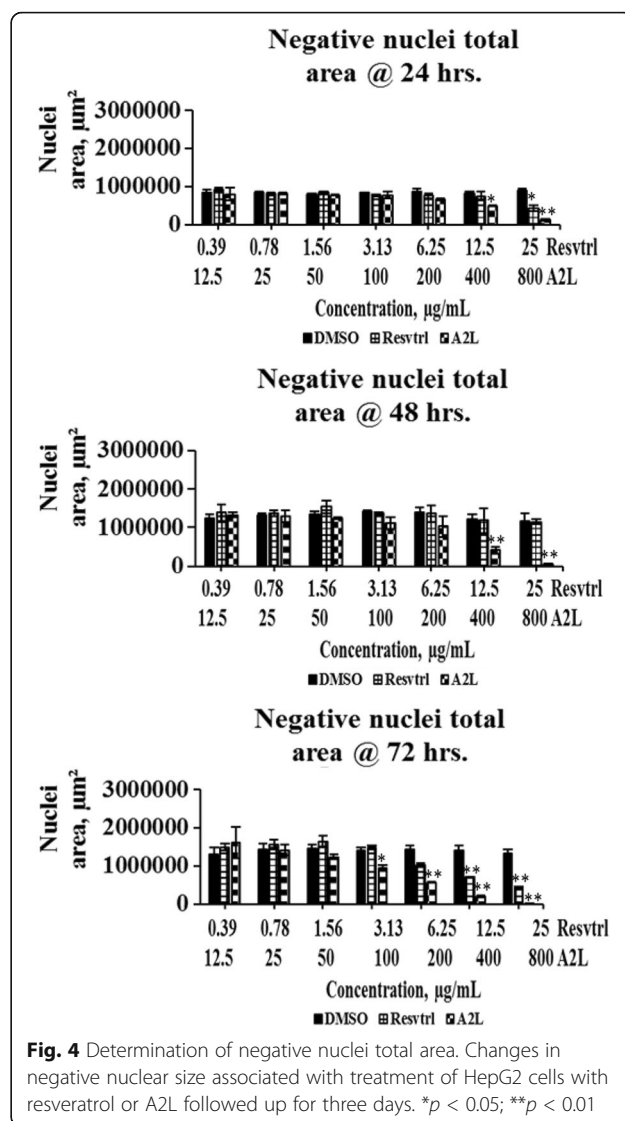 Negative nuclei total
area @ 24 hrs.
Nuclei
area, µm²
3000000
2000000
1000000
0
*
*
**
0.39 0.78 1.56 3.13 6.25 12.5 25 Resvtrl
12.5 25 50 100 200 400 800 A2L
Concentration, µg/mL
DMSO Resvtrl A2L
Negative nuclei total
area @ 48 hrs.
Nuclei
area, µm²
3000000
2000000
1000000
0
**
**
0.39 0.78 1.56 3.13 6.25 12.5 25 Resvtrl
12.5 25 50 100 200 400 800 A2L
Concentration, µg/mL
DMSO Resvtrl A2L
Negative nuclei total
area @ 72 hrs.
Nuclei
area, µm²
3000000
2000000
1000000
0
*
**
**
**
**
**
0.39 0.78 1.56 3.13 6.25 12.5 25 Resvtrl
12.5 25 50 100 200 400 800 A2L
Concentration, µg/mL
DMSO Resvtrl A2L
Fig. 4 Determination of negative nuclei total area. Changes in
negative nuclear size associated with treatment of HepG2 cells with
resveratrol or A2L followed up for three days. *p < 0.05; **p < 0.01